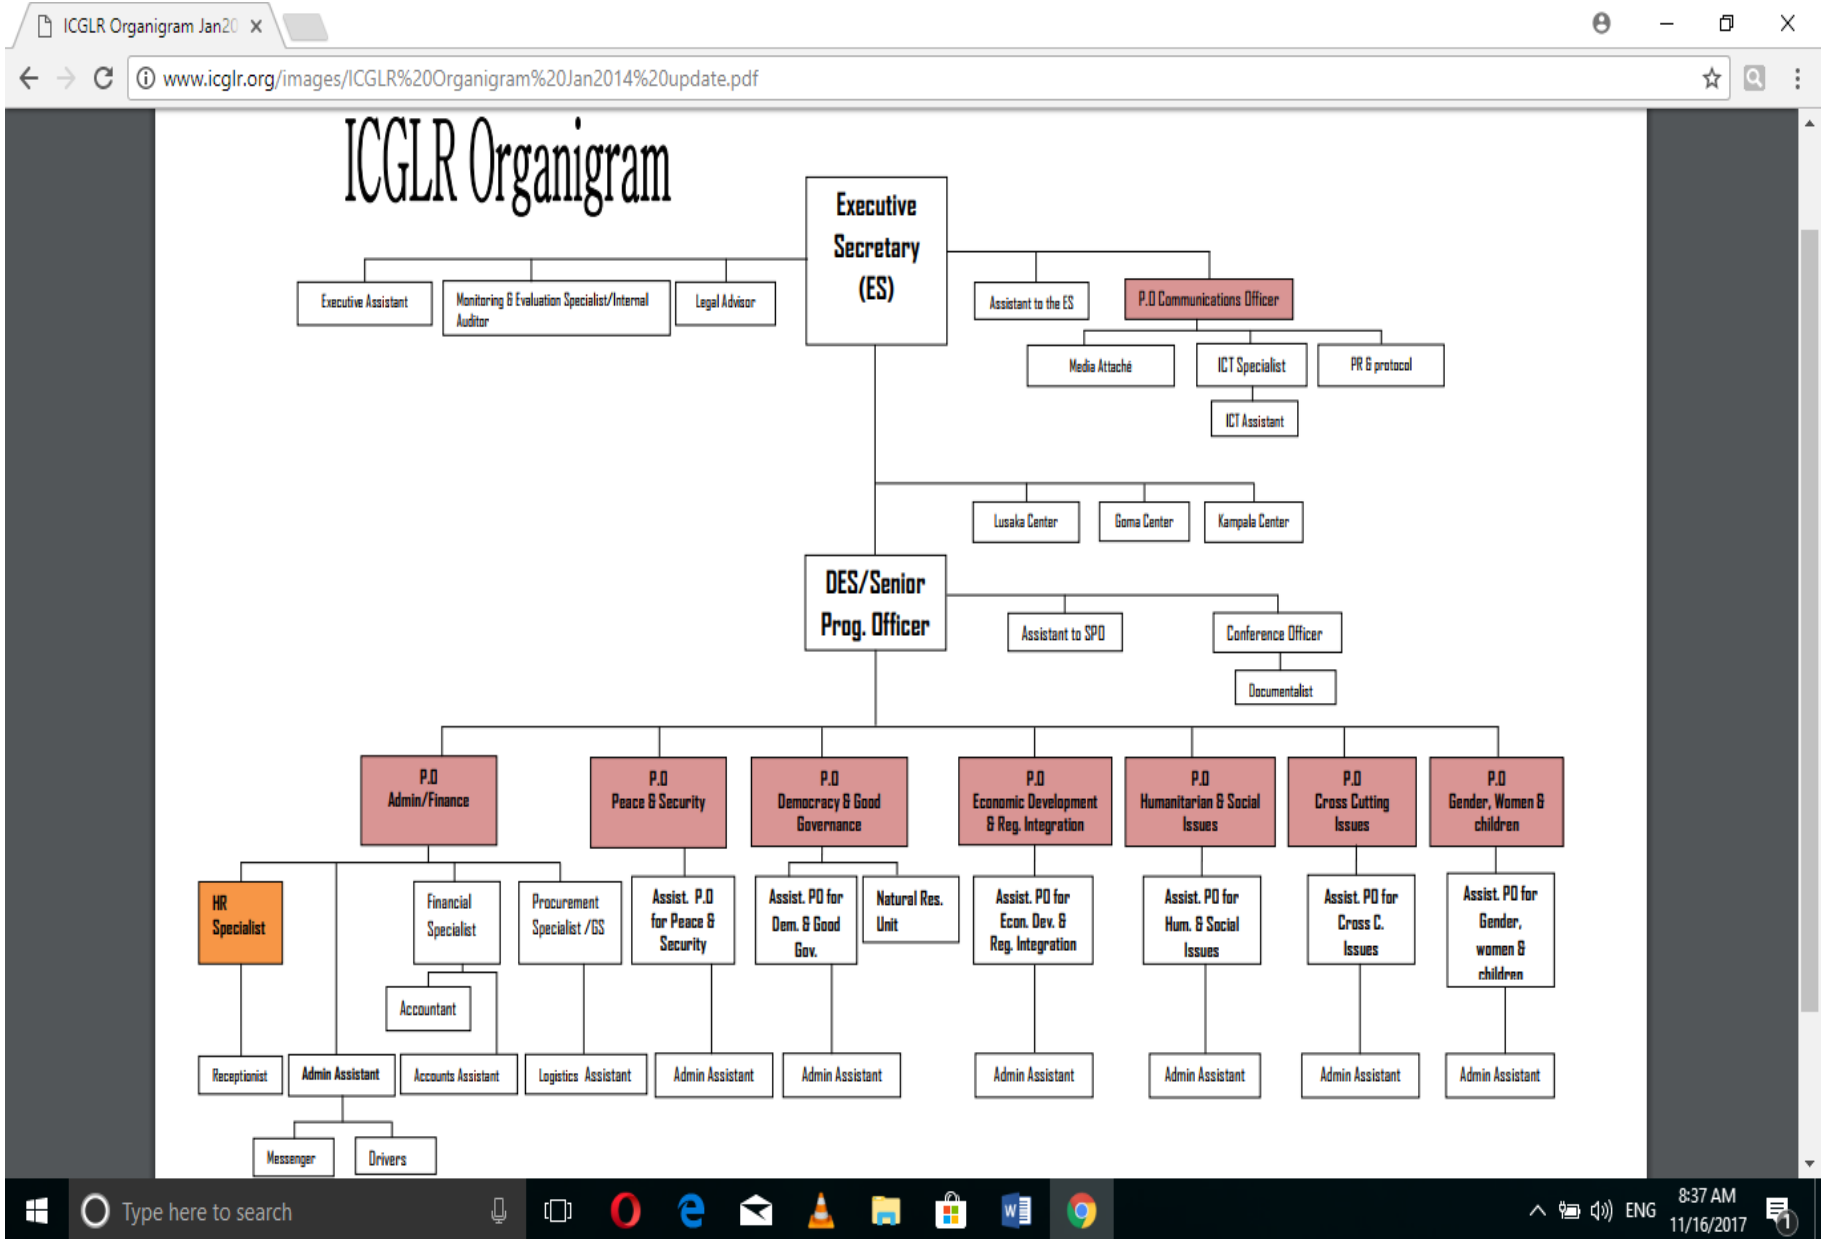 ICGLR Organigram Jan20
www.icglr.org/images/ICGLR%20Organigram%20Jan2014%20update.pdf
ICGLR Organigram
Executive
Secretary
(ES)
Executive Assistant
Monitoring & Evaluation Specialist/Internal
Auditor
Legal Advisor
Assistant to the ES
P.O Communications Officer
Media Attaché
ICT Specialist
PR & protocol
ICT Assistant
Lusaka Center
Goma Center
Kampala Center
DES/Senior
Prog. Officer
Assistant to SPO
Conference Officer
Documentalist
P.O
Admin/Finance
P.O
Peace & Security
P.O
Democracy & Good
Governance
P.O
Economic Development
& Reg. Integration
P.O
Humanitarian & Social
Issues
P.O
Cross Cutting
Issues
P.O
Gender, Women &
children
HR
Specialist
Financial
Specialist
Procurement
Specialist /GS
Assist. P.O
for Peace &
Security
Assist. PO for
Dem. & Good
Gov.
Natural Res.
Unit
Assist. PO for
Econ. Dev. &
Reg. Integration
Assist. PO for
Hum. & Social
Issues
Assist. PO for
Cross C.
Issues
Assist. PO for
Gender,
women &
children
Accountant
Receptionist
Admin Assistant
Accounts Assistant
Logistics Assistant
Admin Assistant
Admin Assistant
Admin Assistant
Admin Assistant
Admin Assistant
Admin Assistant
Messenger
Drivers
Type here to search
ENG
8:37 AM
11/16/2017
1